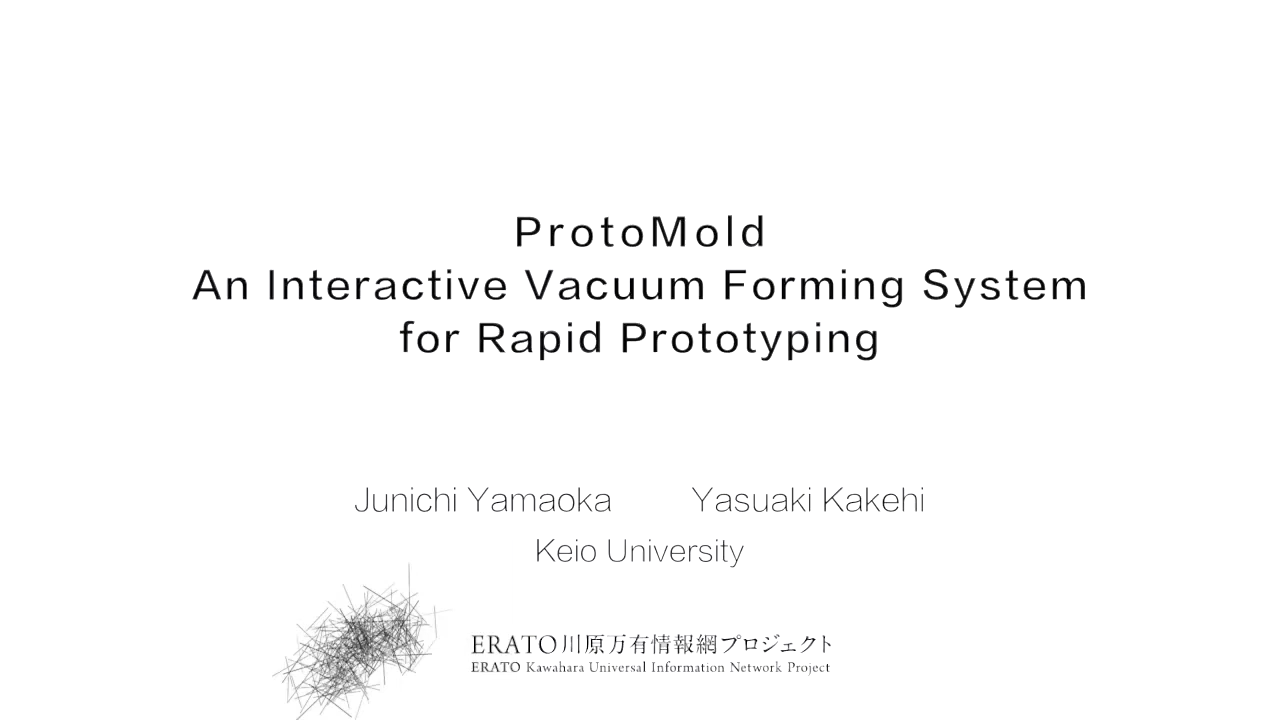 ProtoMold
An Interactive Vacuum Forming System
for Rapid Prototyping
Junichi Yamaoka Yasuaki Kakehi
Keio University
ERATO川原万有情報網プロジェクト
ERATO Kawahara Universal Information Network Project